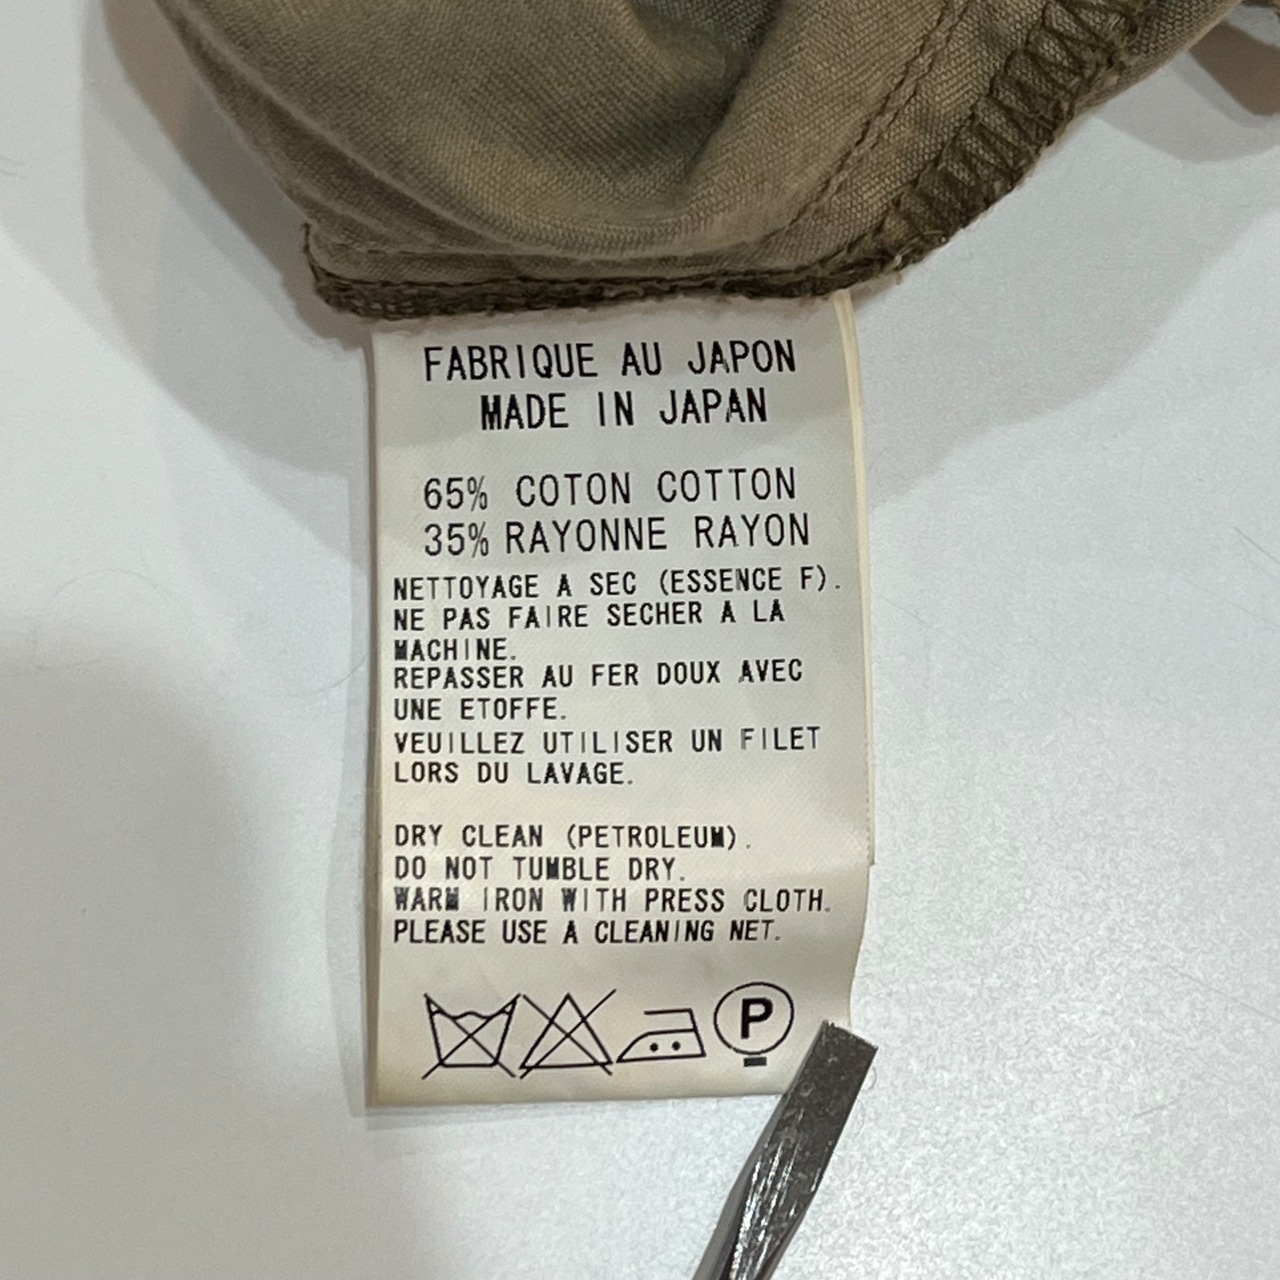 FABRIQUE AU JAPON
MADE IN JAPAN
65% COTON COTTON
35% RAYONNE RAYON
NETTOYAGE A SEC (ESSENCE F).
NE PAS FAIRE SECHER A LA
MACHINE.
REPASSER AU FER DOUX AVEC
UNE ETOFFE.
VEUILLEZ UTILISER UN FILET
LORS DU LAVAGE.
DRY CLEAN (PETROLEUM).
DO NOT TUMBLE DRY.
WARM IRON WITH PRESS CLOTH.
PLEASE USE A CLEANING NET.
P